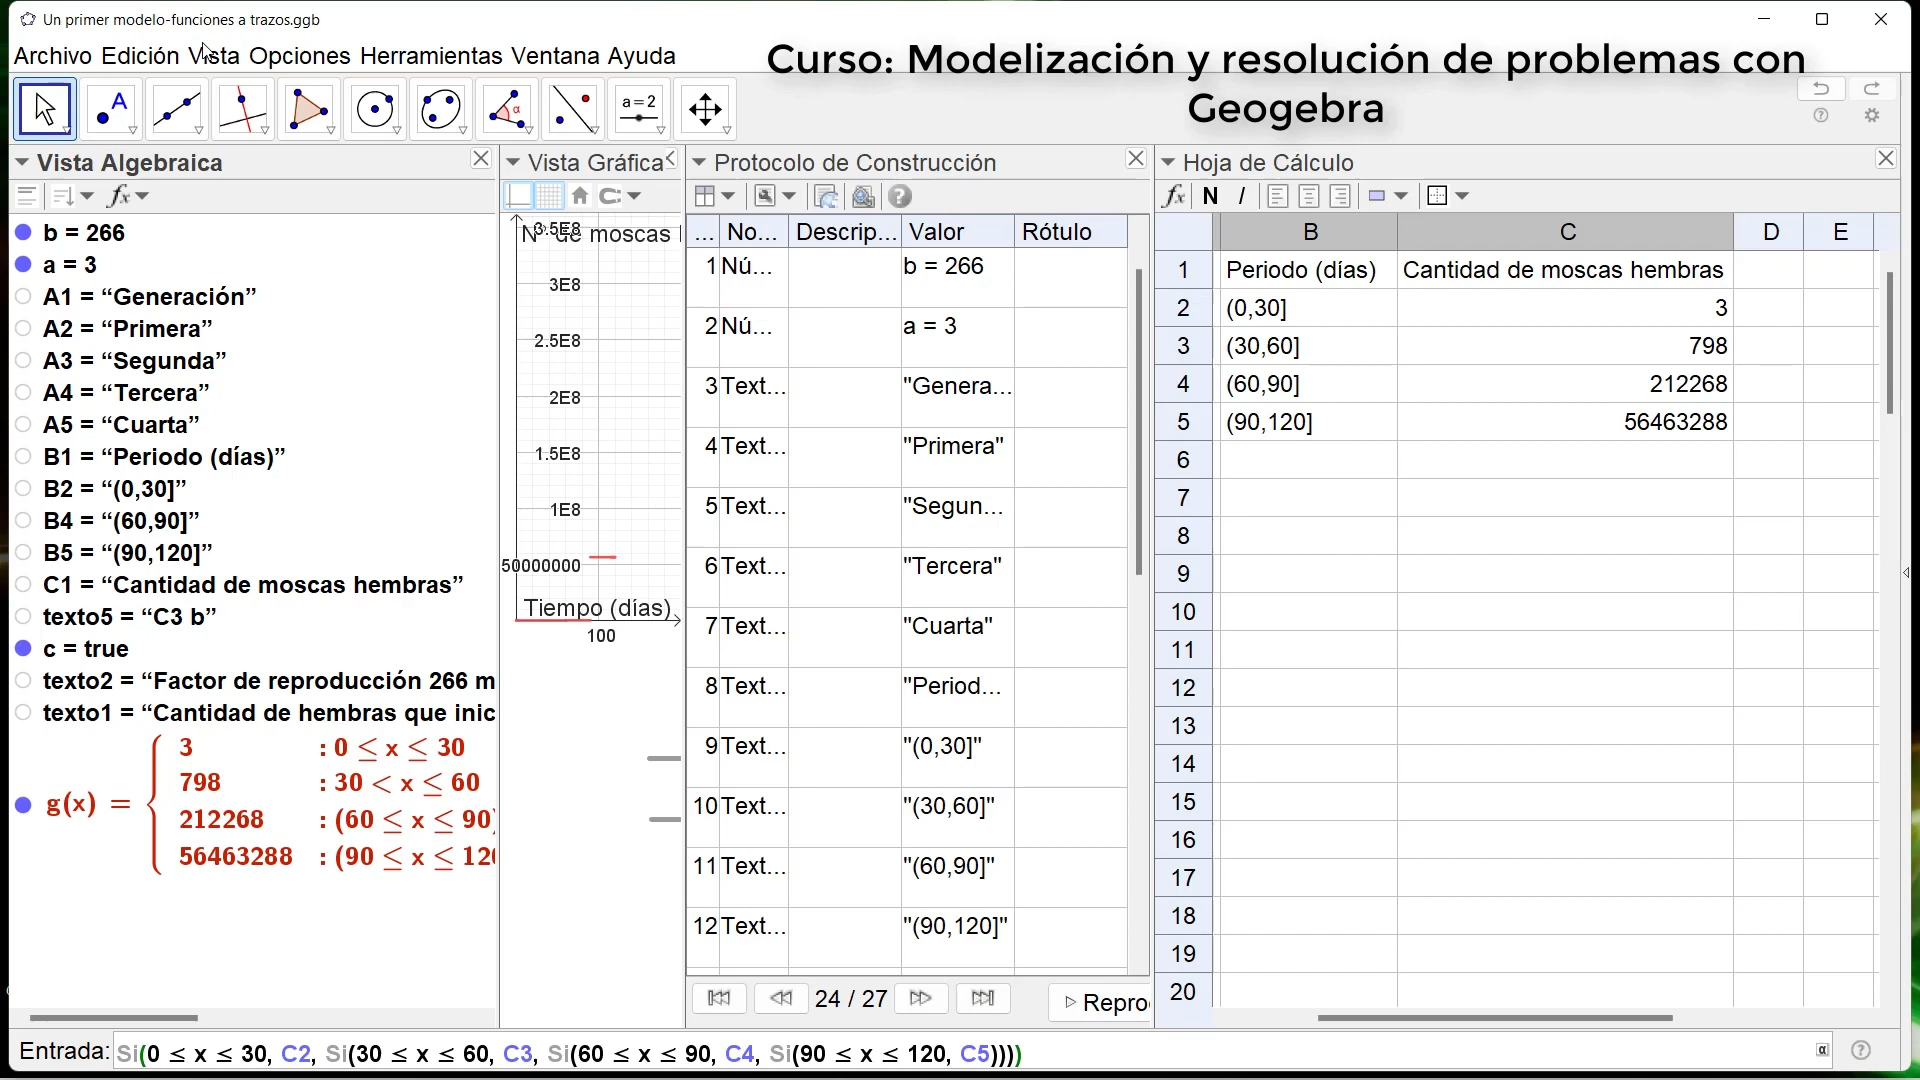 Un primer modelo-funciones a trazos.ggb
Archivo Edición Vista Opciones Herramientas Ventana Ayuda
Curso: Modelización y resolución de problemas con
Geogebra
A
α
a=2
Vista Algebraica
Vista Gráfica
Protocolo de Construcción
Hoja de Cálculo
fx
fx N I
b = 266
a = 3
A1 = “Generación”
A2 = “Primera”
A3 = “Segunda”
A4 = “Tercera”
A5 = “Cuarta”
B1 = “Periodo (días)”
B2 = “(0,30]”
B4 = “(60,90]”
B5 = “(90,120]”
C1 = “Cantidad de moscas hembras”
texto5 = “C3 b”
c = true
texto2 = “Factor de reproducción 266 m
texto1 = “Cantidad de hembras que inic
g(x) =
3 : 0 ≤ x ≤ 30
798 : 30 < x ≤ 60
212268 : (60 ≤ x ≤ 90)
56463288 : (90 ≤ x ≤ 120
3.5E8
N° de moscas
3E8
2.5E8
2E8
1.5E8
1E8
50000000
Tiempo (días)
100
... No... Descrip... Valor Rótulo
1 Nú... b = 266
2 Nú... a = 3
3 Text... "Genera...
4 Text... "Primera"
5 Text... "Segun...
6 Text... "Tercera"
7 Text... "Cuarta"
8 Text... "Period...
9 Text... "(0,30]"
10 Text... "(30,60]"
11 Text... "(60,90]"
12 Text... "(90,120]"
24 / 27
Repro
B C D E
1 Periodo (días) Cantidad de moscas hembras
2 (0,30] 3
3 (30,60] 798
4 (60,90] 212268
5 (90,120] 56463288
6
7
8
9
10
11
12
13
14
15
16
17
18
19
20
Entrada: Si(0 ≤ x ≤ 30, C2, Si(30 ≤ x ≤ 60, C3, Si(60 ≤ x ≤ 90, C4, Si(90 ≤ x ≤ 120, C5))))
α